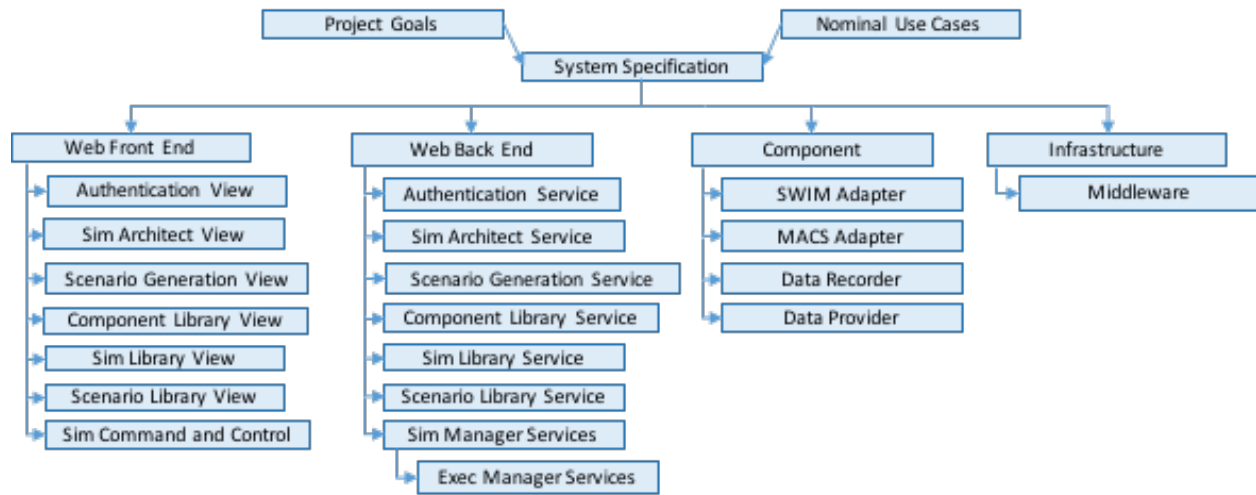 Project Goals
Nominal Use Cases
System Specification
Web Front End
Authentication View
Sim Architect View
Scenario Generation View
Component Library View
Sim Library View
Scenario Library View
Sim Command and Control
Web Back End
Authentication Service
Sim Architect Service
Scenario Generation Service
Component Library Service
Sim Library Service
Scenario Library Service
Sim Manager Services
Exec Manager Services
Component
SWIM Adapter
MACS Adapter
Data Recorder
Data Provider
Infrastructure
Middleware